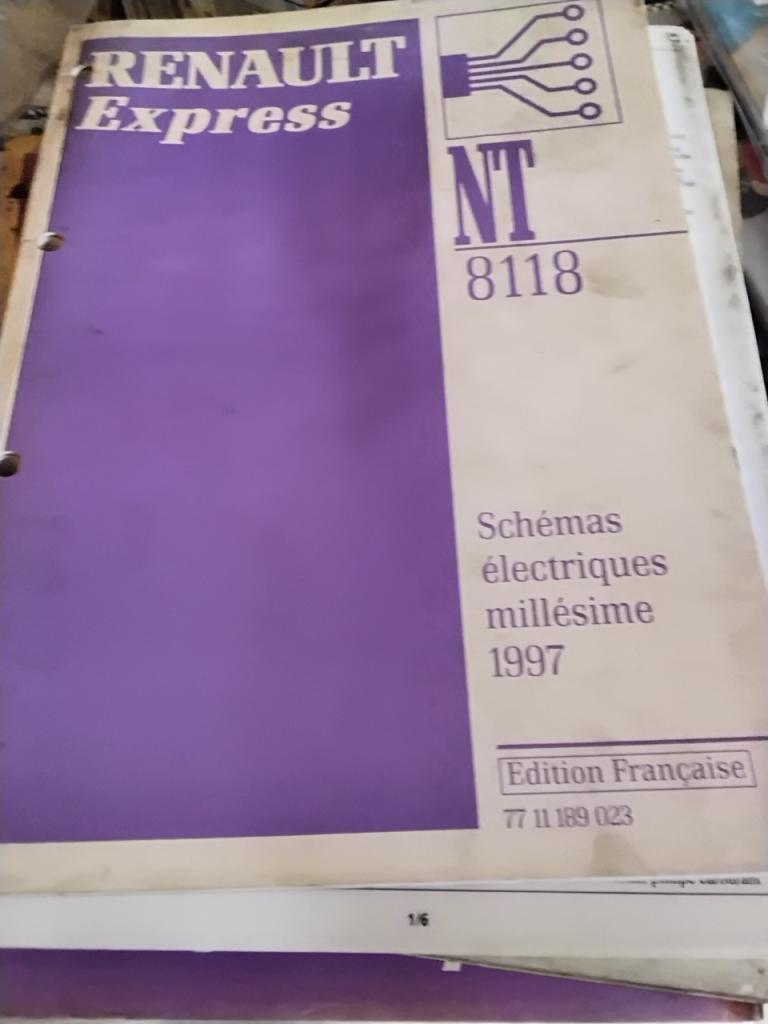 RENAULT
Express
NT
8118
Schémas
électriques
millésime
1997
Edition Française
77 11 189 023
1/6